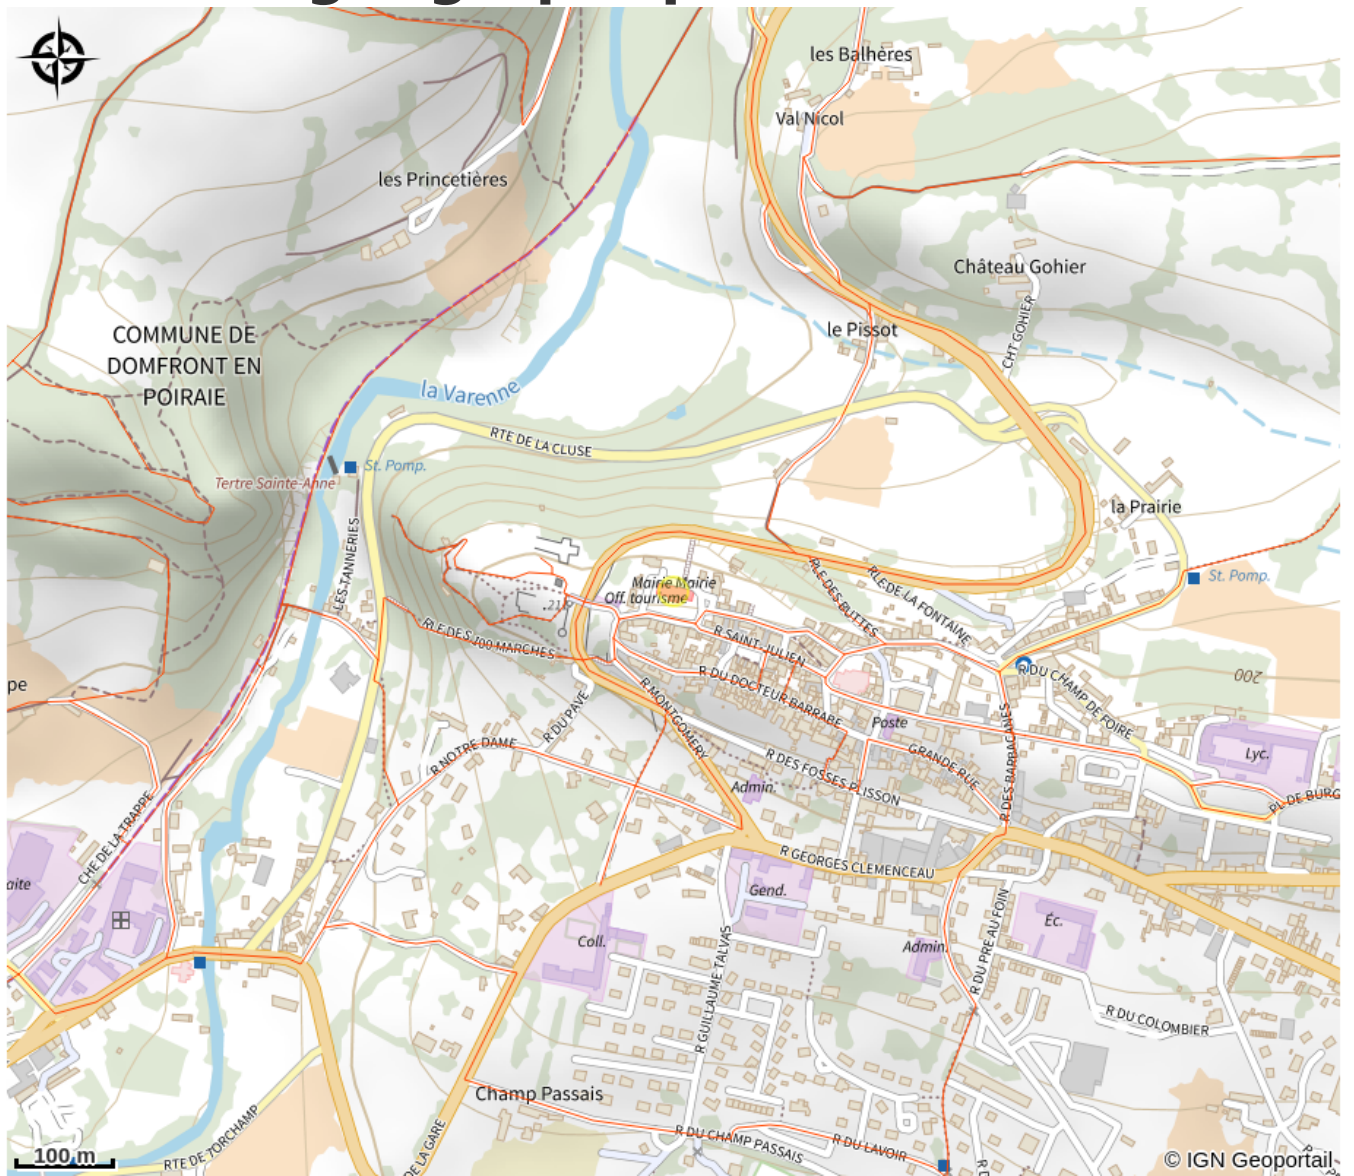 les Balhères
Val Nicol
les Princetières
Château Gohier
CHT GOHIER
le Pissot
COMMUNE DE
DOMFRONT EN
POIRAIE
la Varenne
RTE DE LA CLUSE
St. Pomp.
Tertre Sainte-Anne
la Prairie
LES TANNERIES
St. Pomp.
Mairie Mairie
Off. tourisme
RLE DES BUTTES
RLE DE LA FONTAINE
RLE DES 100 MARCHES
R SAINT-JULIEN
R DU CHAMP DE FOIRE
200
pe
R DU DOCTEUR BARRABE
R MONTGOMERY
R DU PAVE
Poste
R DES BARBACANES
R NOTRE DAME
GRANDE RUE
Lyc.
R DES FOSSES PLISSON
Admin.
PL DE BURG
CHE DE LA TRAPPE
R GEORGES CLEMENCEAU
aite
Gend.
Éc.
Coll.
Admin.
R DU PRE AU FOIN
R GUILLAUME TALVAS
R DU COLOMBIER
Champ Passais
R DU CHAMP PASSAIS
R DU LAVOIR
DE LA GARE
RTE DE TORCHAMP
100 m
© IGN Geoportail